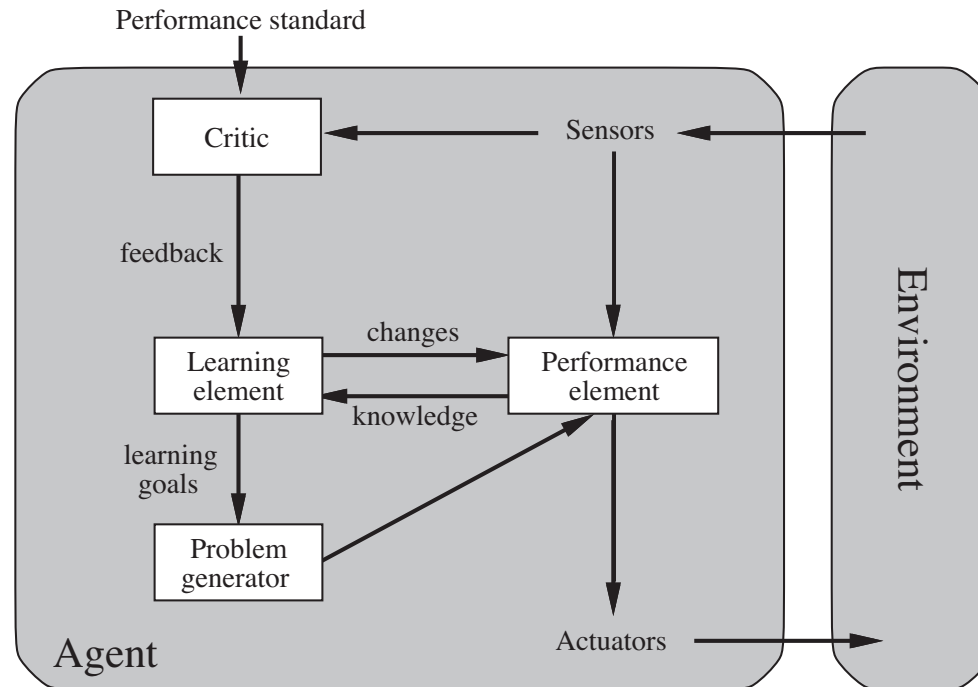 Performance standard
Critic
Sensors
feedback
changes
Learning
element
Performance
element
knowledge
learning
goals
Problem
generator
Actuators
Agent
Environment